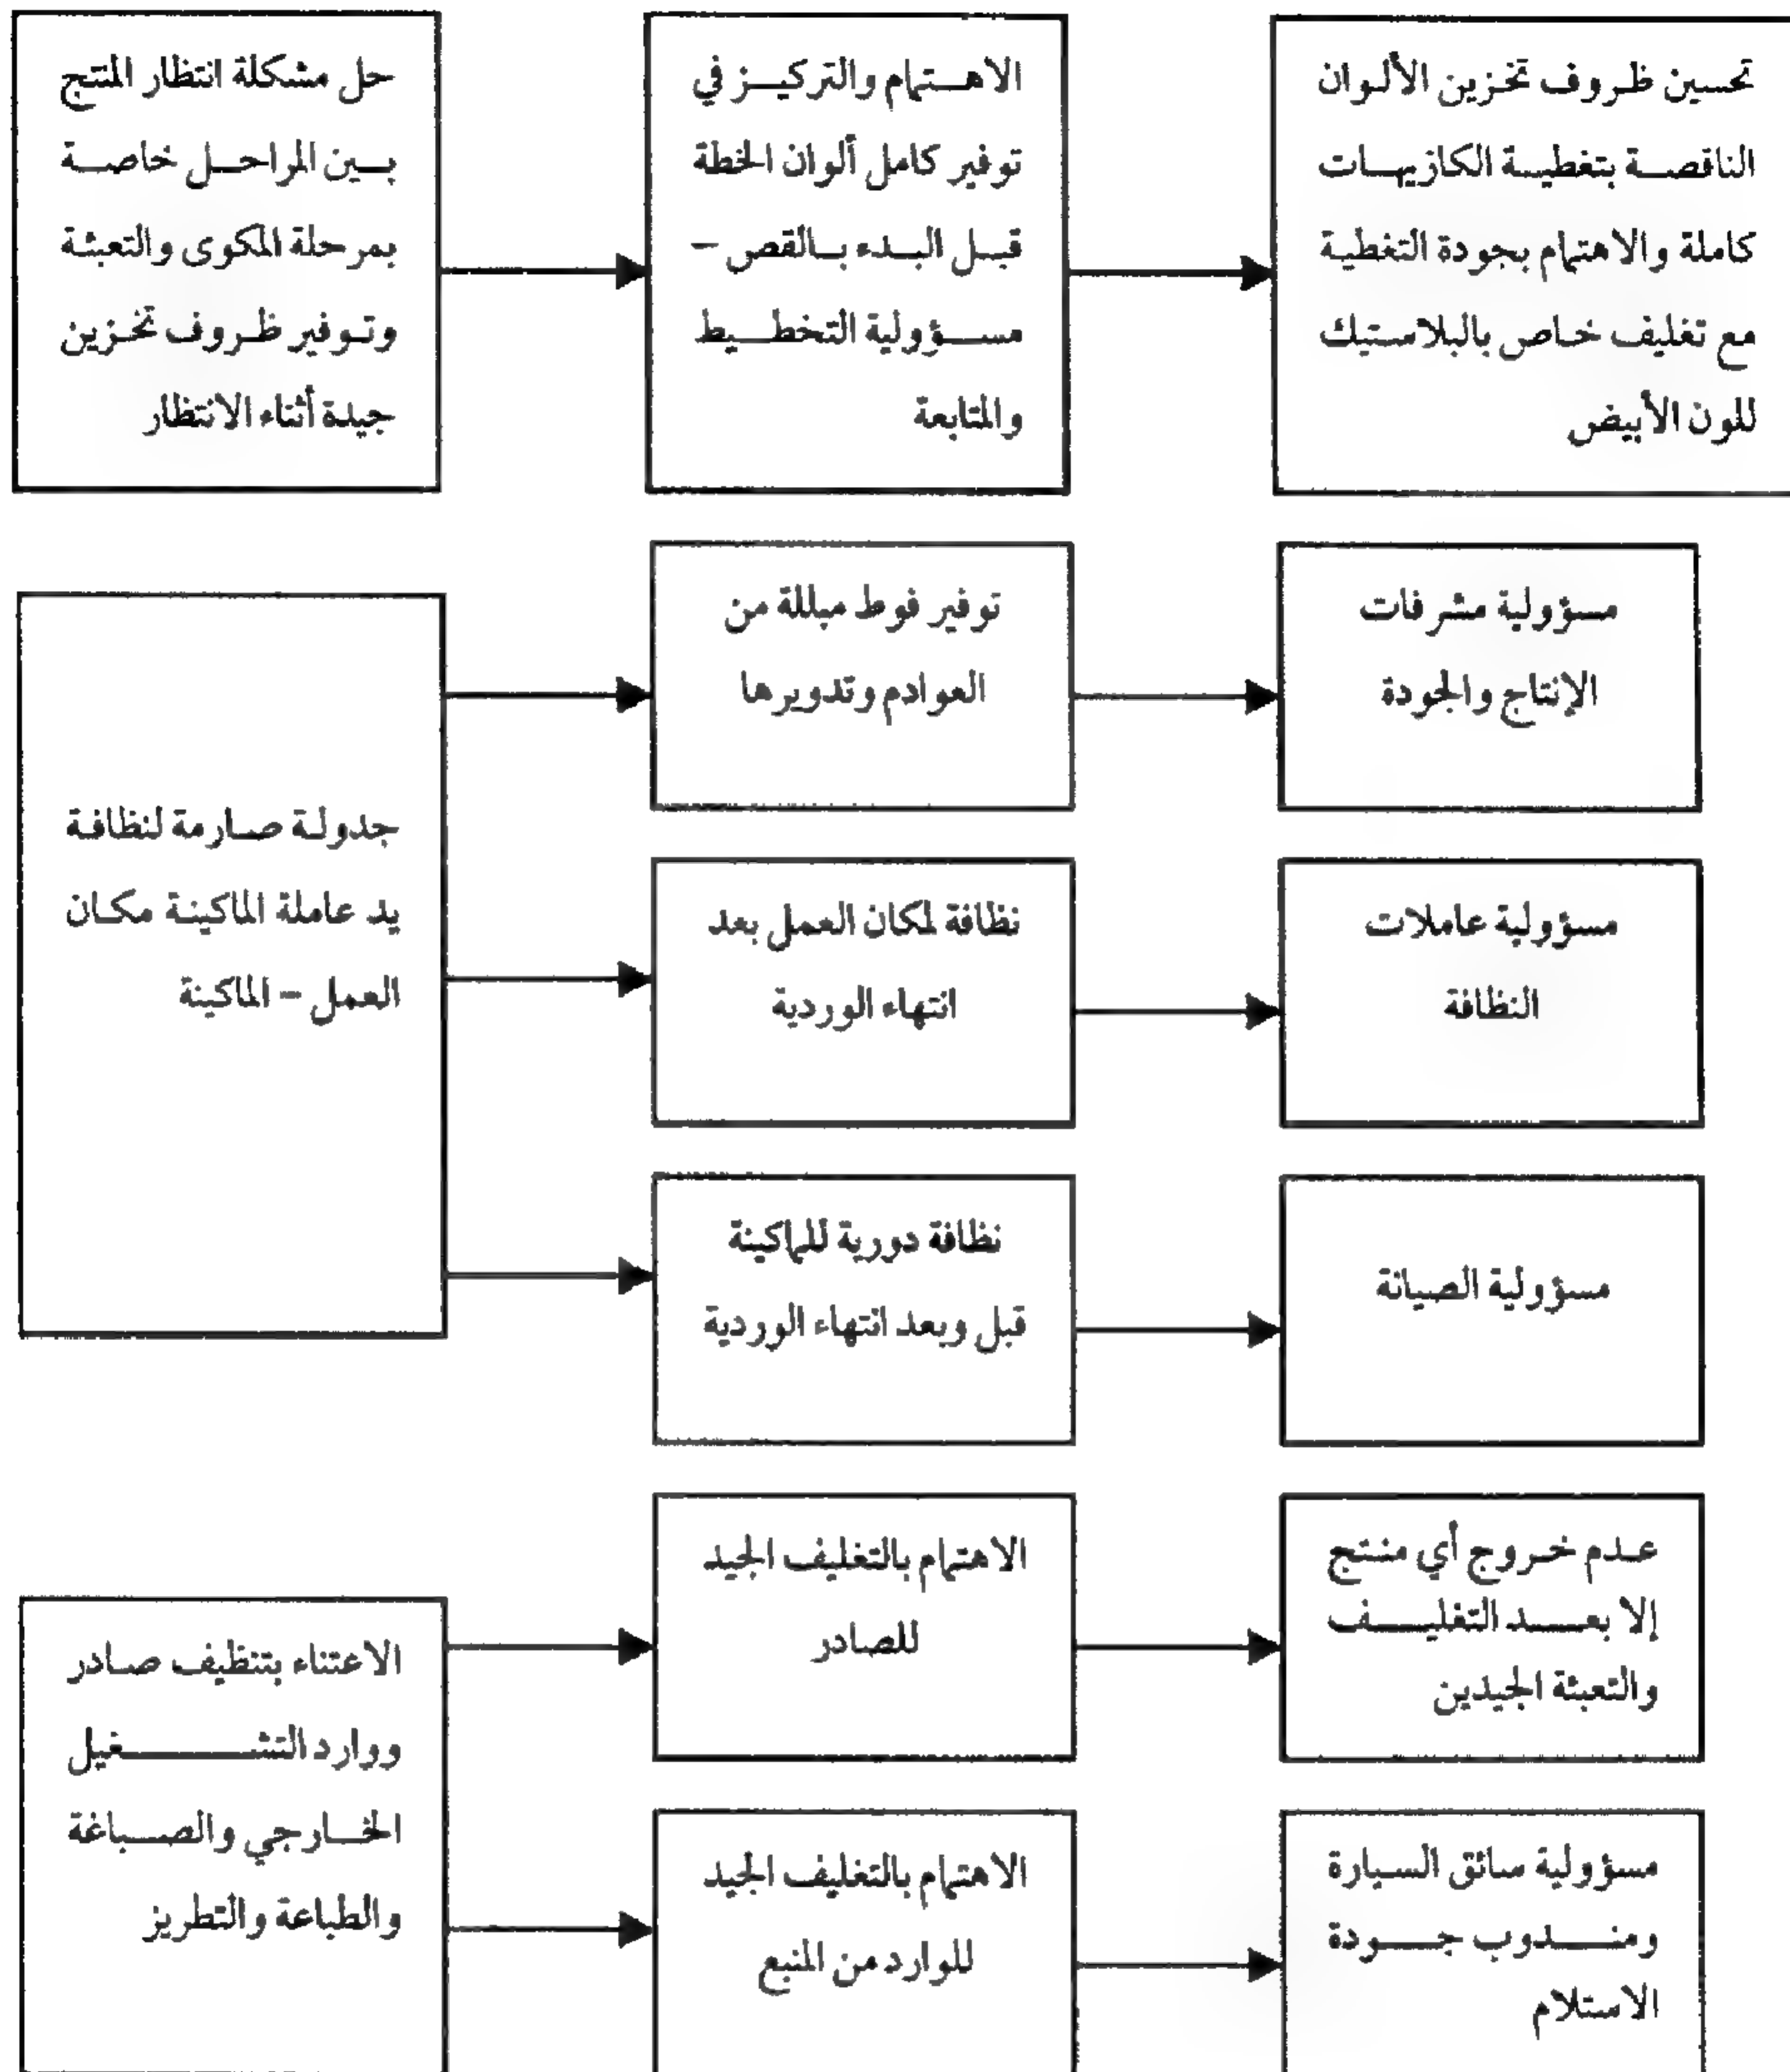 حل مشكلة انتظار المنتج
بين المراحل خاصة
بمرحلة المكوى والتعبئة
وتوفير ظروف تخزين
جيدة أثناء الانتظار
الاهتمام والتركيز في
توفير كامل ألوان الخطة
قبل البدء بالقص –
مسؤولية التخطيط
والمتابعة
تحسين ظروف تخزين الألوان
الناقصة بتغطية الكازيهات
كاملة والاهتمام بجودة التغطية
مع تغليف خاص بالبلاستيك
للون الأبيض
جدولة صارمة لنظافة
يد عاملة الماكينة مكان
العمل – الماكينة
توفير فوط مبللة من
العوادم وتدويرها
مسؤولية مشرفات
الإنتاج والجودة
نظافة لمكان العمل بعد
انتهاء الوردية
مسؤولية عاملات
النظافة
نظافة دورية للماكينة
قبل وبعد انتهاء الوردية
مسؤولية الصيانة
الاعتناء بتنظيف صادر
ووارد التشغيل
الخارجي والصباغة
والطباعة والتطريز
الاهتمام بالتغليف الجيد
للصادر
عدم خروج أي منتج
إلا بعد التغليف
والتعبئة الجيدين
الاهتمام بالتغليف الجيد
للوارد من المنبع
مسؤولية سائق السيارة
ومندوب جودة
الاستلام